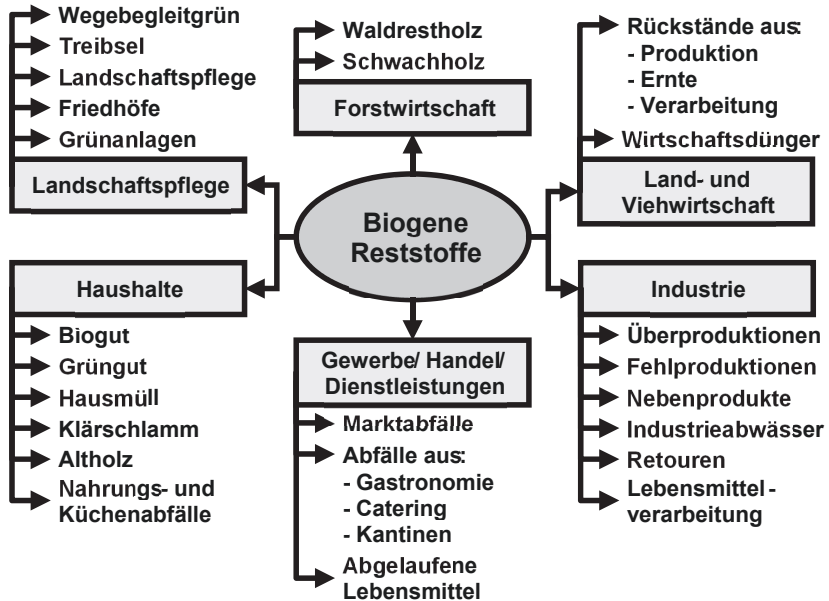 Wegebegleitgrün
Treibsel
Landschaftspflege
Friedhöfe
Grünanlagen
Landschaftspflege
Waldrestholz
Schwachholz
Forstwirtschaft
Rückstände aus:
- Produktion
- Ernte
- Verarbeitung
Wirtschaftsdünger
Land- und
Viehwirtschaft
Biogene
Reststoffe
Haushalte
Biogut
Grüngut
Hausmüll
Klärschlamm
Altholz
Nahrungs- und
Küchenabfälle
Gewerbe/ Handel/
Dienstleistungen
Marktabfälle
Abfälle aus:
- Gastronomie
- Catering
- Kantinen
Abgelaufene
Lebensmittel
Industrie
Überproduktionen
Fehlproduktionen
Nebenprodukte
Industrieabwässer
Retouren
Lebensmittel-
verarbeitung